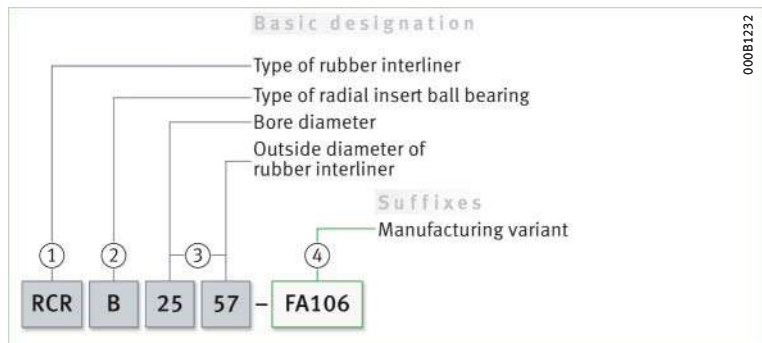 Basic designation
Type of rubber interliner
Type of radial insert ball bearing
Bore diameter
Outside diameter of
rubber interliner
Suffixes
Manufacturing variant
1 2 3 4
RCR B 25 57 – FA106
000B1232